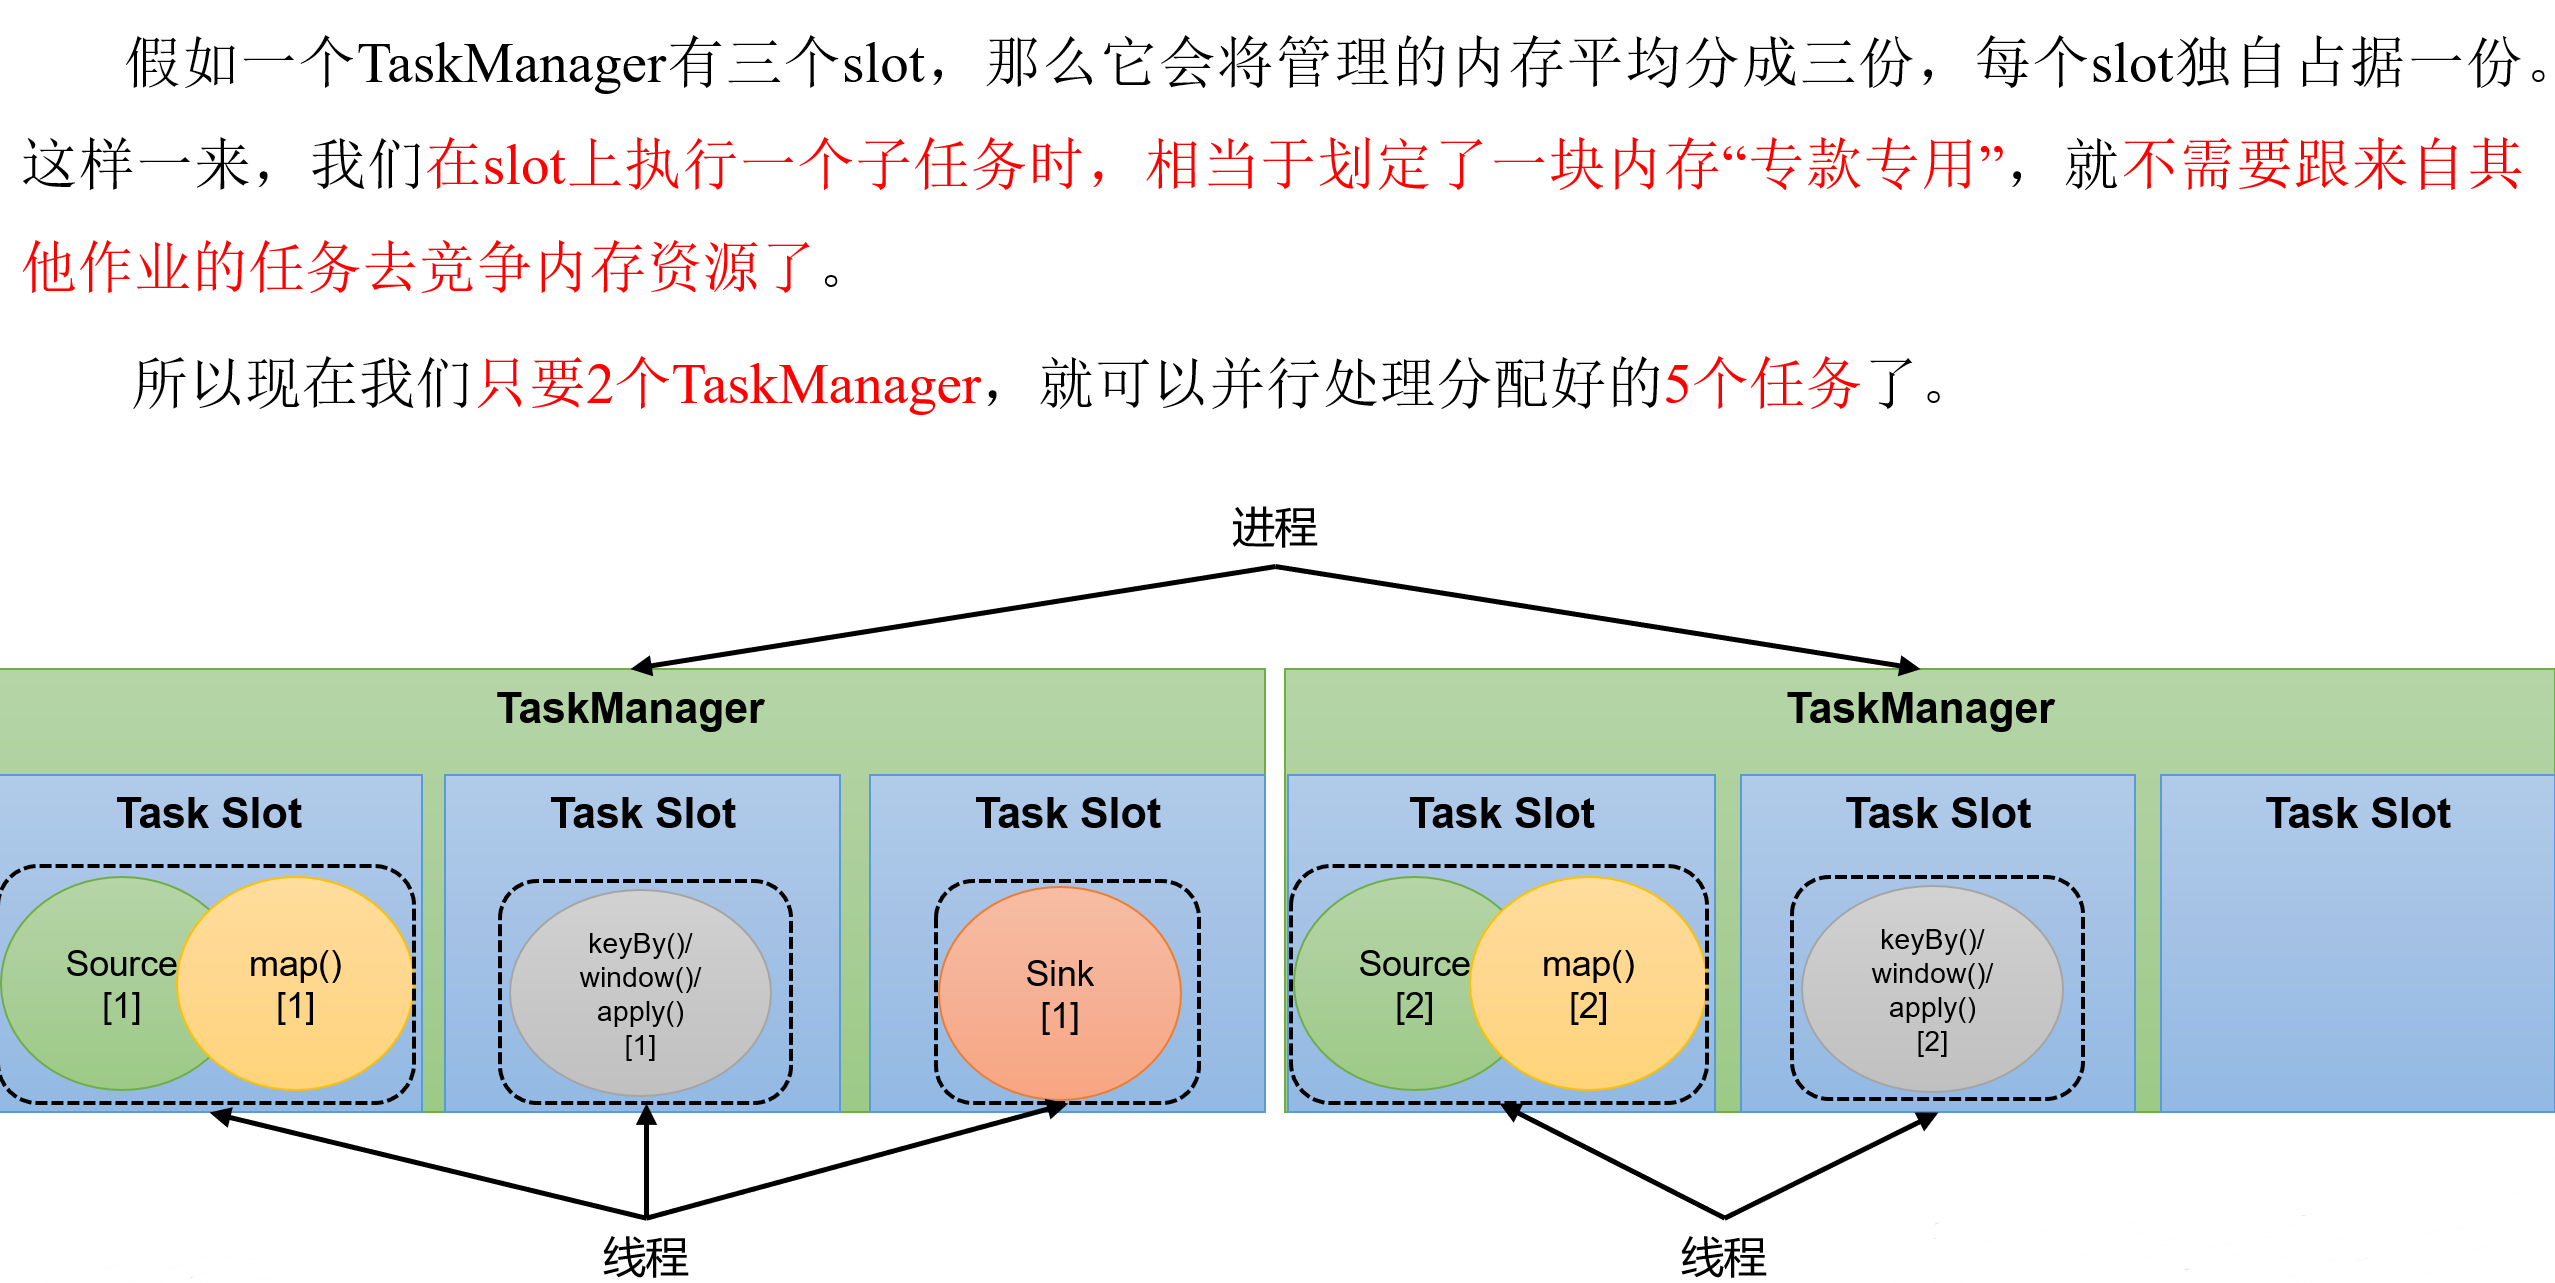 假如一个TaskManager有三个slot，那么它会将管理的内存平均分成三份，每个slot独自占据一份。
这样一来，我们在slot上执行一个子任务时，相当于划定了一块内存“专款专用”，就不需要跟来自其
他作业的任务去竞争内存资源了。
所以现在我们只要2个TaskManager，就可以并行处理分配好的5个任务了。
进程
TaskManager
TaskManager
Task Slot
Task Slot
Task Slot
Task Slot
Task Slot
Task Slot
Source
[1]
map()
[1]
keyBy()/
window()/
apply()
[1]
Sink
[1]
Source
[2]
map()
[2]
keyBy()/
window()/
apply()
[2]
线程
线程